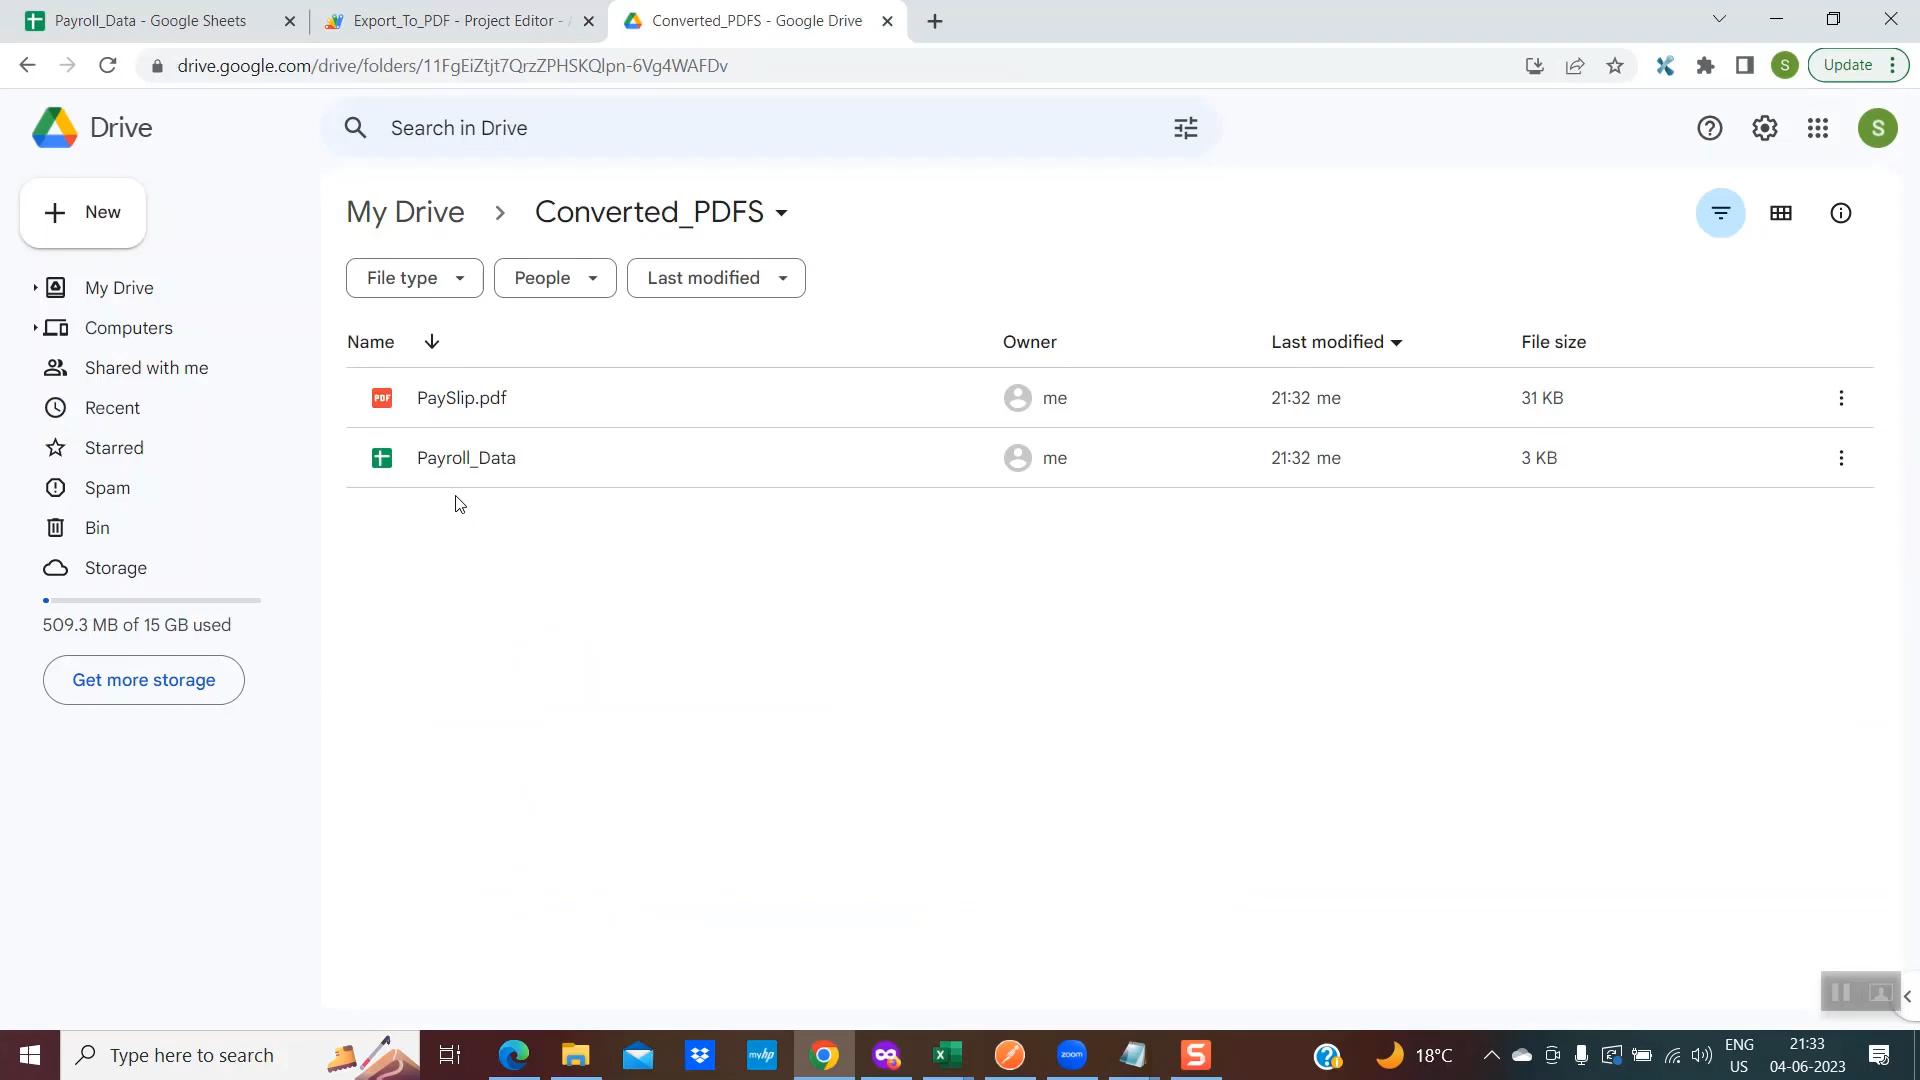 Payroll_Data - Google Sheets
Export_To_PDF - Project Editor -
Converted_PDFS - Google Drive
drive.google.com/drive/folders/11FgEiZtjt7QrzZPHSKQlpn-6Vg4WAFDv
S
Update
Drive
Search in Drive
S
New
My Drive > Converted_PDFS
File type
People
Last modified
My Drive
Computers
Shared with me
Recent
Starred
Spam
Bin
Storage
509.3 MB of 15 GB used
Get more storage
Name Owner Last modified File size
PDF PaySlip.pdf me 21:32 me 31 KB
Payroll_Data me 21:32 me 3 KB
Type here to search
myhp
zoom
S
18°C
ENG
US
21:33
04-06-2023